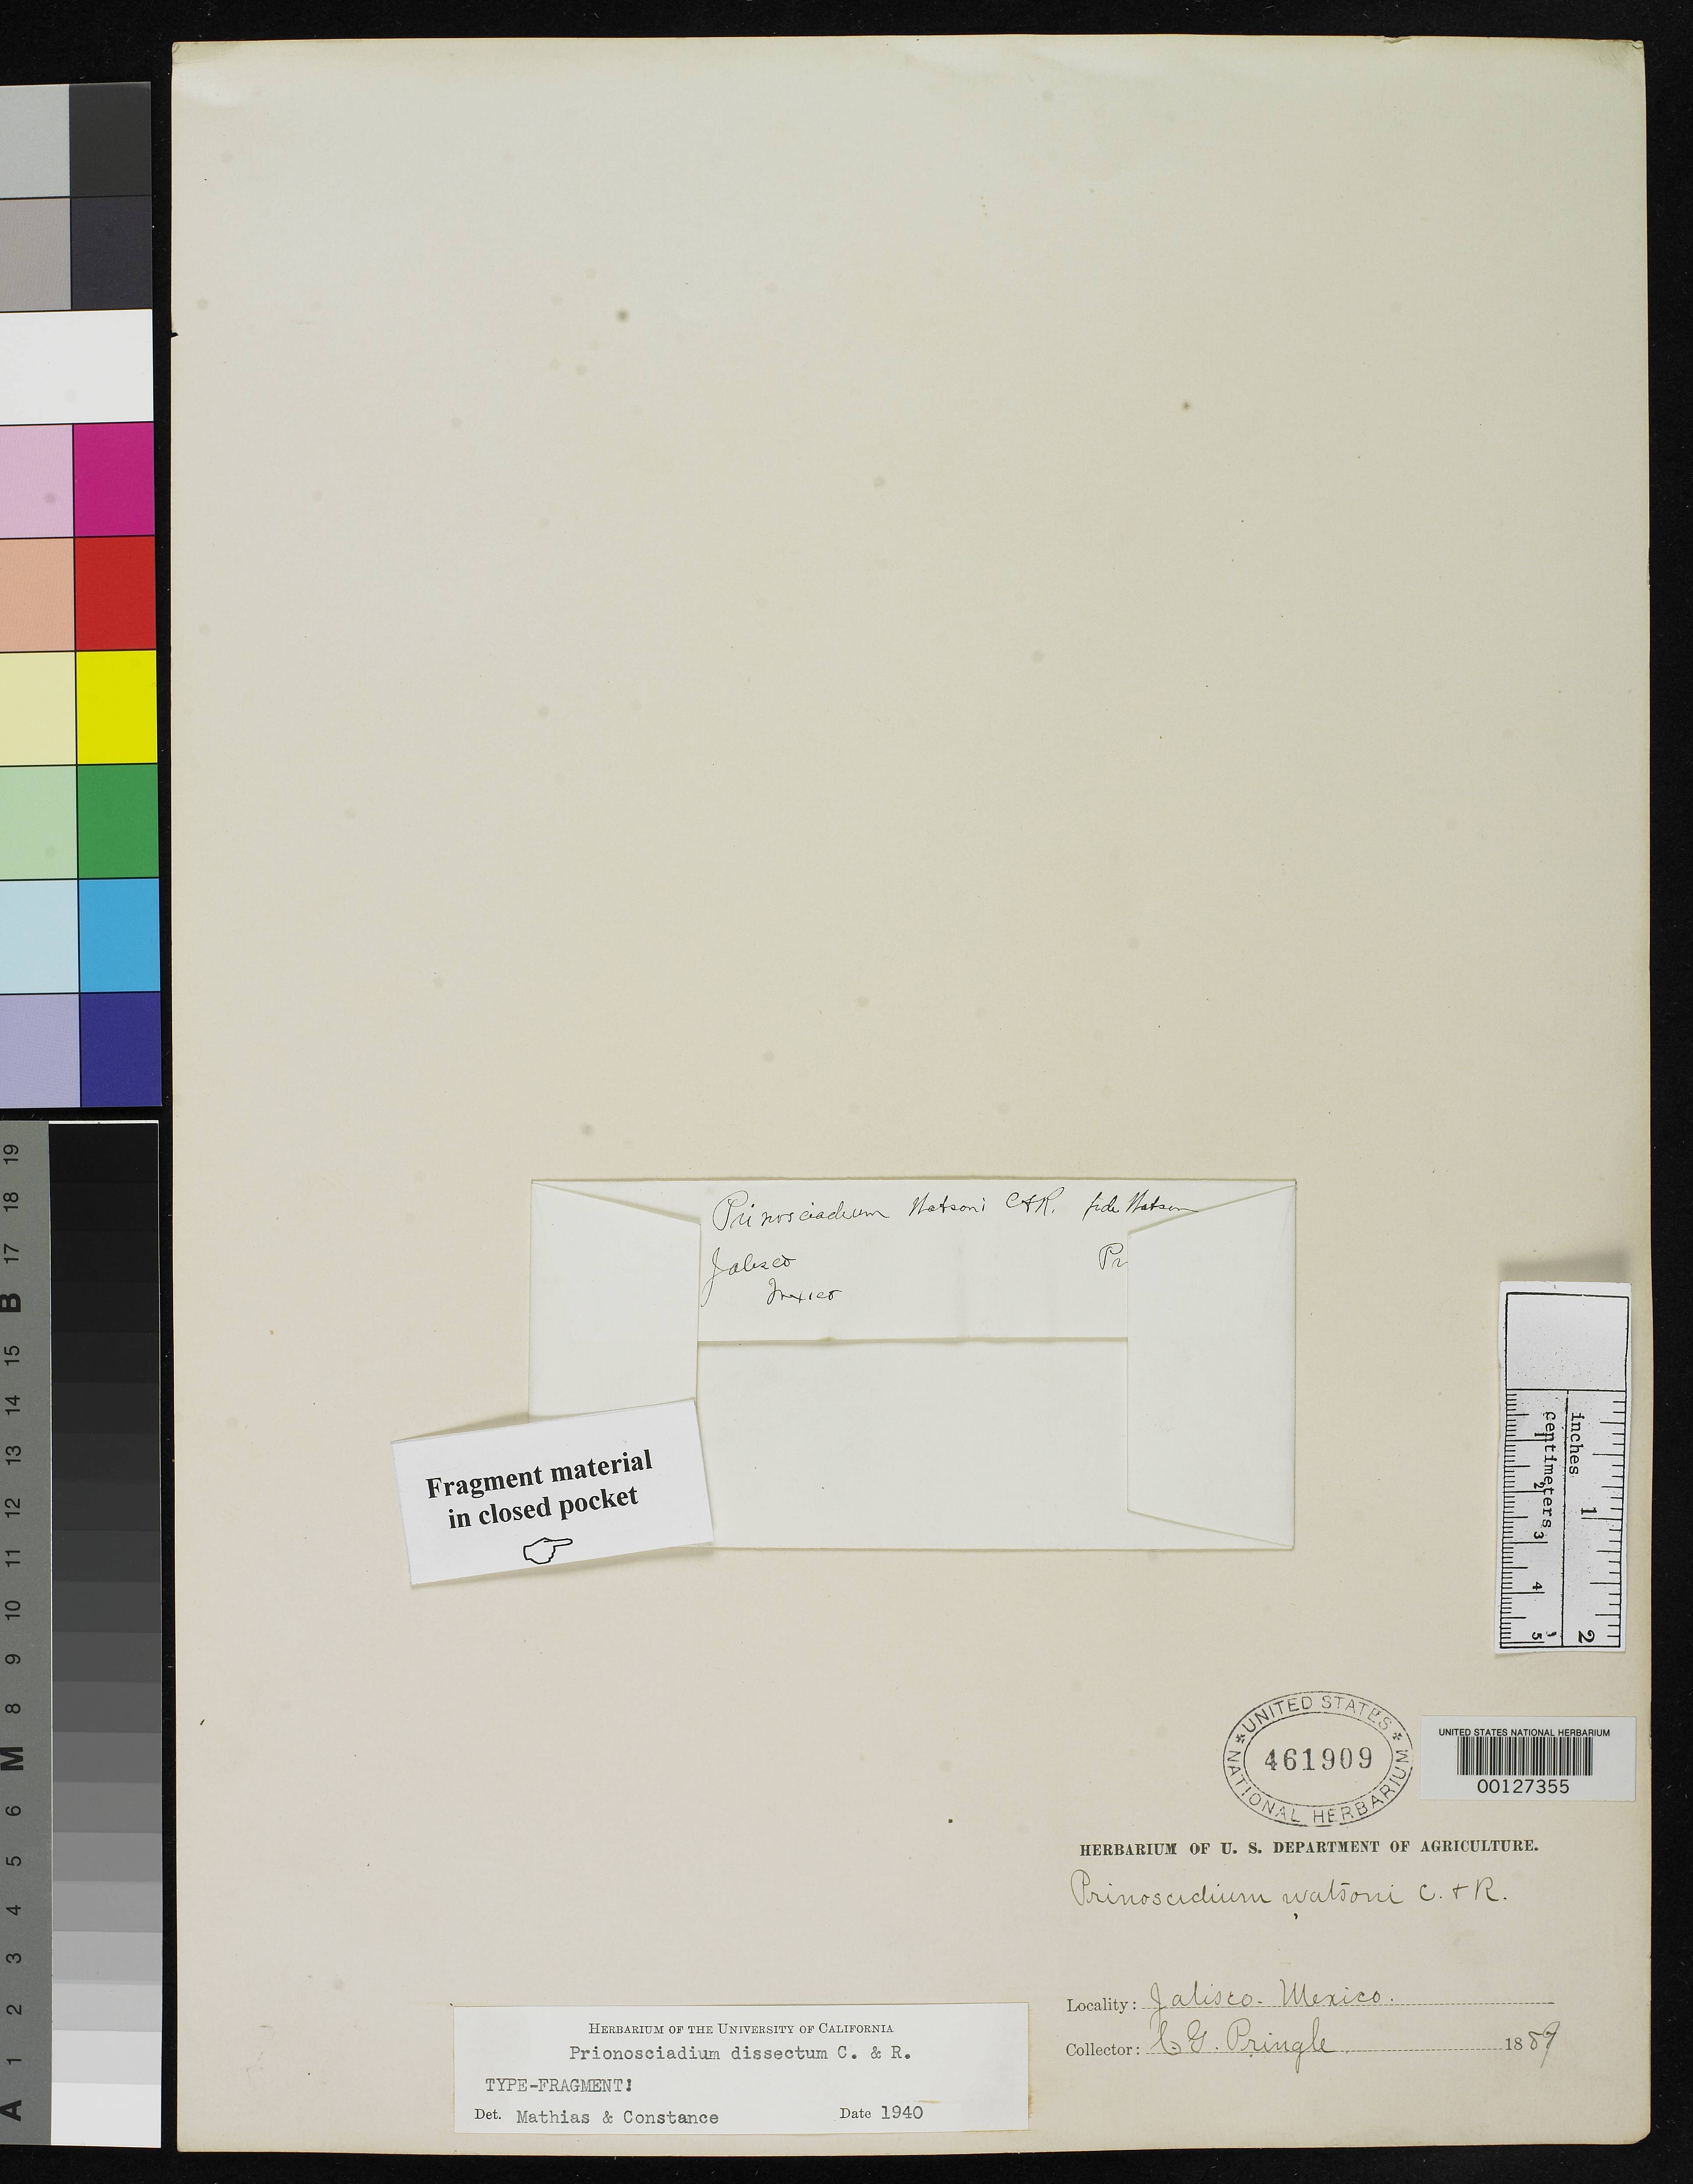 Prinosciadium Watsoni C&R. fide Watson
Jalisco Pr
Mexico
Fragment material
in closed pocket
inches
centimeters
1 2
1 2 3 4 5
UNITED STATES
461909
NATIONAL HERBARIUM
UNITED STATES NATIONAL HERBARIUM
00127355
HERBARIUM OF U. S. DEPARTMENT OF AGRICULTURE.
Prinoscidium watsoni C. & R.
Locality: Jalisco. Mexico.
Collector: C G. Pringle 1889
HERBARIUM OF THE UNIVERSITY OF CALIFORNIA
Prionosciadium dissectum C. & R.
TYPE-FRAGMENT!
Det. Mathias & Constance Date 1940
A 1 2 3 4 5 6 M 8 9 10 11 12 13 14 15 B 17 18 19